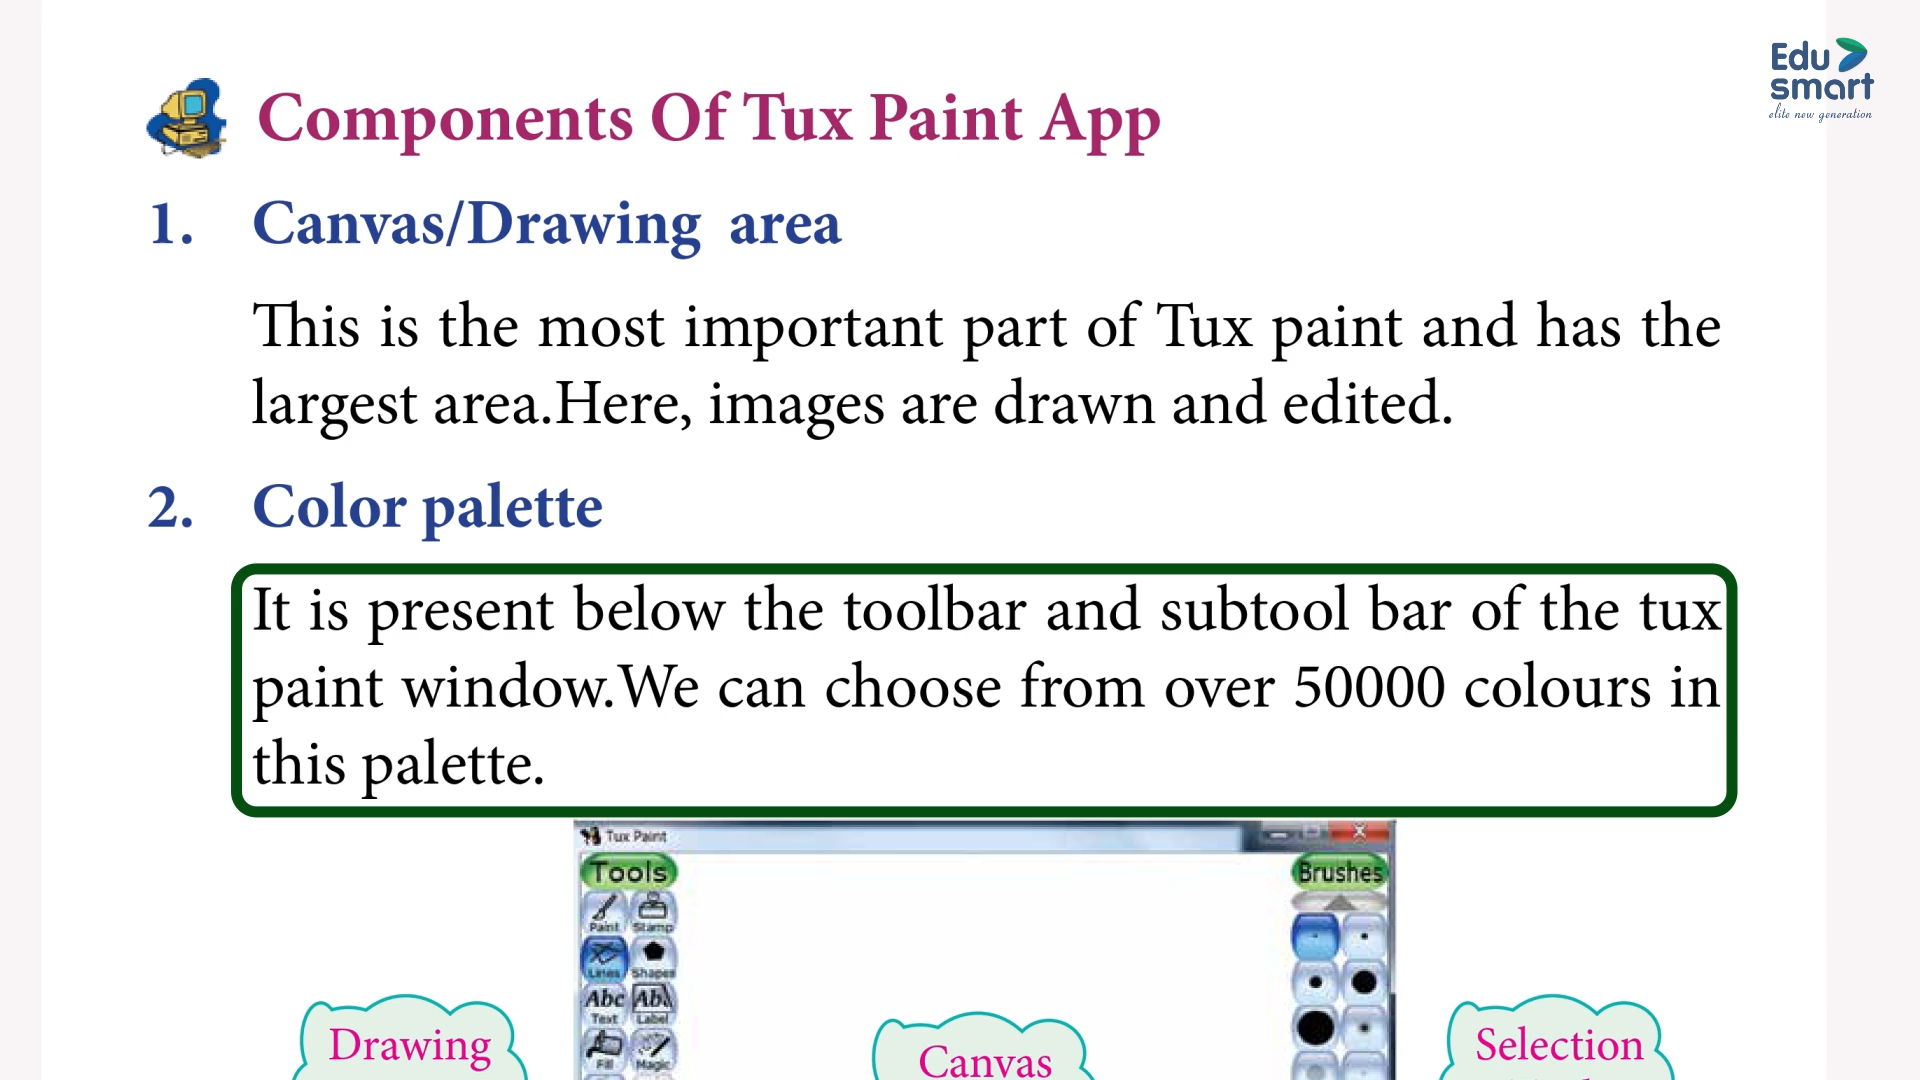 Edu
smart
elite new generation
Components Of Tux Paint App
1. Canvas/Drawing area
This is the most important part of Tux paint and has the
largest area.Here, images are drawn and edited.
2. Color palette
It is present below the toolbar and subtool bar of the tux
paint window.We can choose from over 50000 colours in
this palette.
Tux Paint
Tools
Brushes
Paint Stamp
Lines Shapes
Abc Abc
Text Label
Fill Magic
Drawing
Canvas
Selection